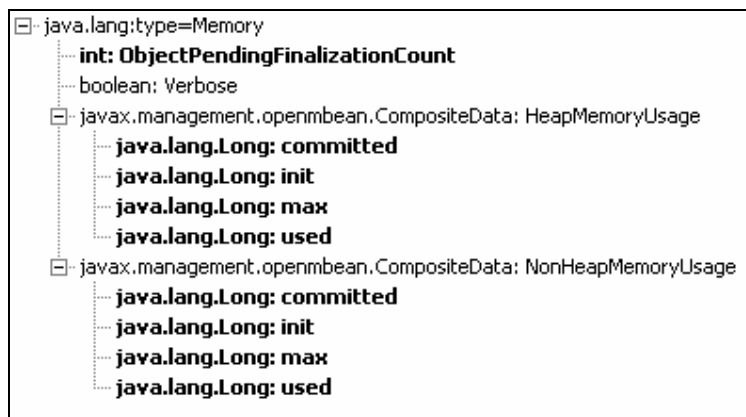 java.lang:type=Memory
int: ObjectPendingFinalizationCount
boolean: Verbose
javax.management.openmbean.CompositeData: HeapMemoryUsage
java.lang.Long: committed
java.lang.Long: init
java.lang.Long: max
java.lang.Long: used
javax.management.openmbean.CompositeData: NonHeapMemoryUsage
java.lang.Long: committed
java.lang.Long: init
java.lang.Long: max
java.lang.Long: used